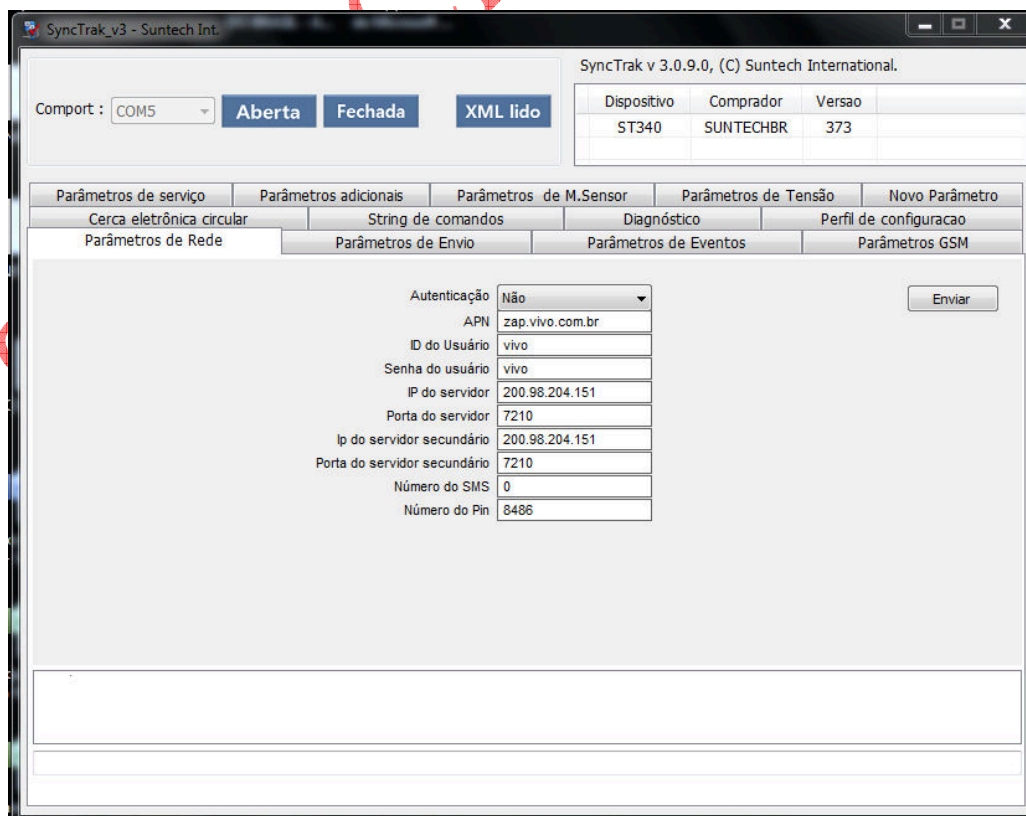 SyncTrak_v3 - Suntech Int.
SyncTrak v 3.0.9.0, (C) Suntech International.
Comport : COM5 Aberta Fechada XML lido
Dispositivo Comprador Versao
ST340 SUNTECHBR 373
Parâmetros de serviço Parâmetros adicionais Parâmetros de M.Sensor Parâmetros de Tensão Novo Parâmetro
Cerca eletrônica circular String de comandos Diagnóstico Perfil de configuracao
Parâmetros de Rede Parâmetros de Envio Parâmetros de Eventos Parâmetros GSM
Autenticação Não Enviar
APN zap.vivo.com.br
ID do Usuário vivo
Senha do usuário vivo
IP do servidor 200.98.204.151
Porta do servidor 7210
Ip do servidor secundário 200.98.204.151
Porta do servidor secundário 7210
Número do SMS 0
Número do Pin 8486